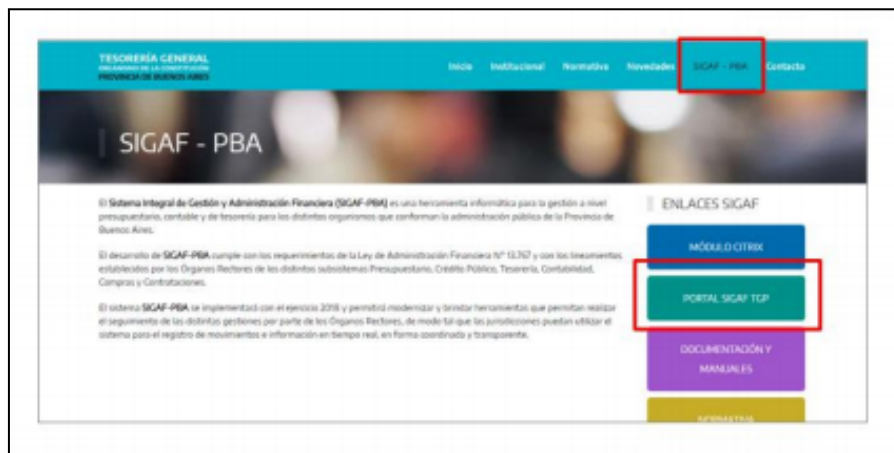 TESORERÍA GENERAL
ORGANISMO DE LA CONSTITUCIÓN
PROVINCIA DE BUENOS AIRES
Inicio Institucional Normativa Novedades SIGAF - PBA Contacto
SIGAF - PBA
El Sistema Integral de Gestión y Administración Financiera (SIGAF-PBA) es una herramienta informática para la gestión a nivel
presupuestario, contable y de tesorería para los distintos organismos que conforman la administración pública de la Provincia de
Buenos Aires.
El desarrollo de SIGAF-PBA cumple con los requerimientos de la Ley de Administración Financiera N° 13.767 y con los lineamientos
establecidos por los Órganos Rectores de los distintos subsistemas Presupuestario, Crédito Público, Tesorería, Contabilidad,
Compras y Contrataciones.
El sistema SIGAF-PBA se implementará con el ejercicio 2018 y permitirá modernizar y brindar herramientas que permitan realizar
el seguimiento de las distintas gestiones por parte de los Órganos Rectores, de modo tal que las jurisdicciones puedan utilizar el
sistema para el registro de movimientos e información en tiempo real, en forma coordinada y transparente.
ENLACES SIGAF
MÓDULO CITRIX
PORTAL SIGAF TGP
DOCUMENTACIÓN Y
MANUALES
NORMATIVA